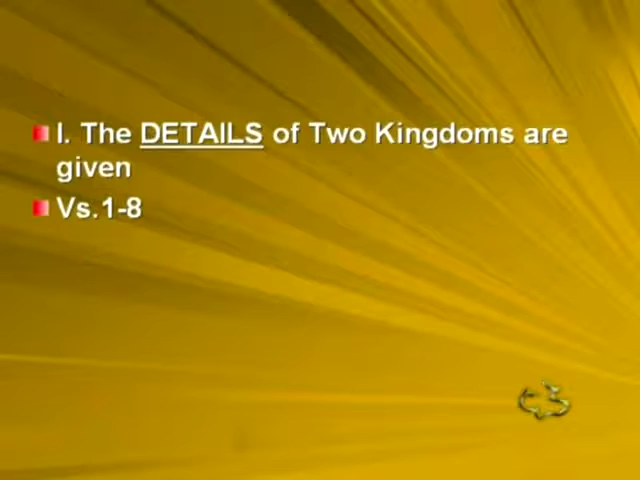 I. The DETAILS of Two Kingdoms are
given
Vs.1-8